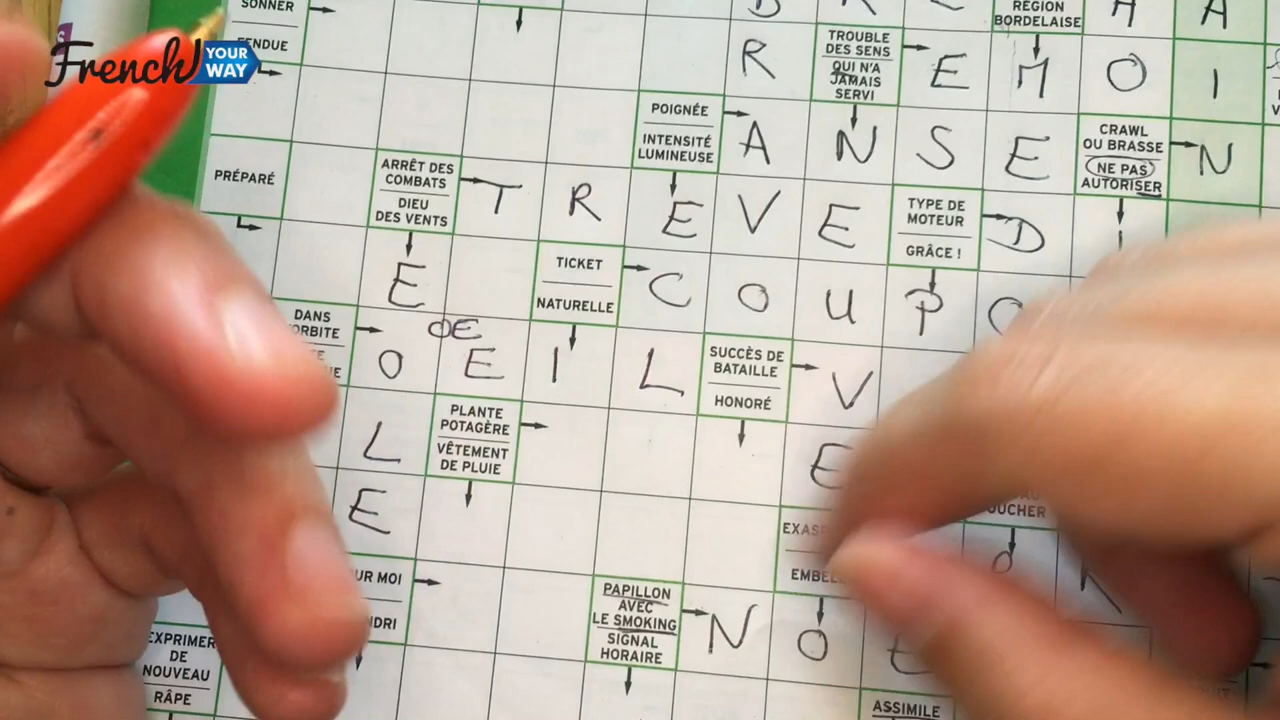 SONNER
FENDUE
French YOUR WAY
RÉGION
BORDELAISE
H
A
TROUBLE
DES SENS
QUI N'A
JAMAIS
SERVI
R
E M O I
POIGNÉE
INTENSITÉ
LUMINEUSE
A N S E
CRAWL
OU BRASSE
NE PAS
AUTORISER
N
PRÉPARÉ
ARRÊT DES
COMBATS
DIEU
DES VENTS
T R E V E
TYPE DE
MOTEUR
GRÂCE !
D
E
TICKET
NATURELLE
C O U P O
DANS
OE
O E I L
SUCCÈS DE
BATAILLE
HONORÉ
V
L
PLANTE
POTAGÈRE
VÊTEMENT
DE PLUIE
E
E
PAPILLON
AVEC
LE SMOKING
SIGNAL
HORAIRE
N O E
EXPRIMER
DE
NOUVEAU
RÂPE
ASSIMILE